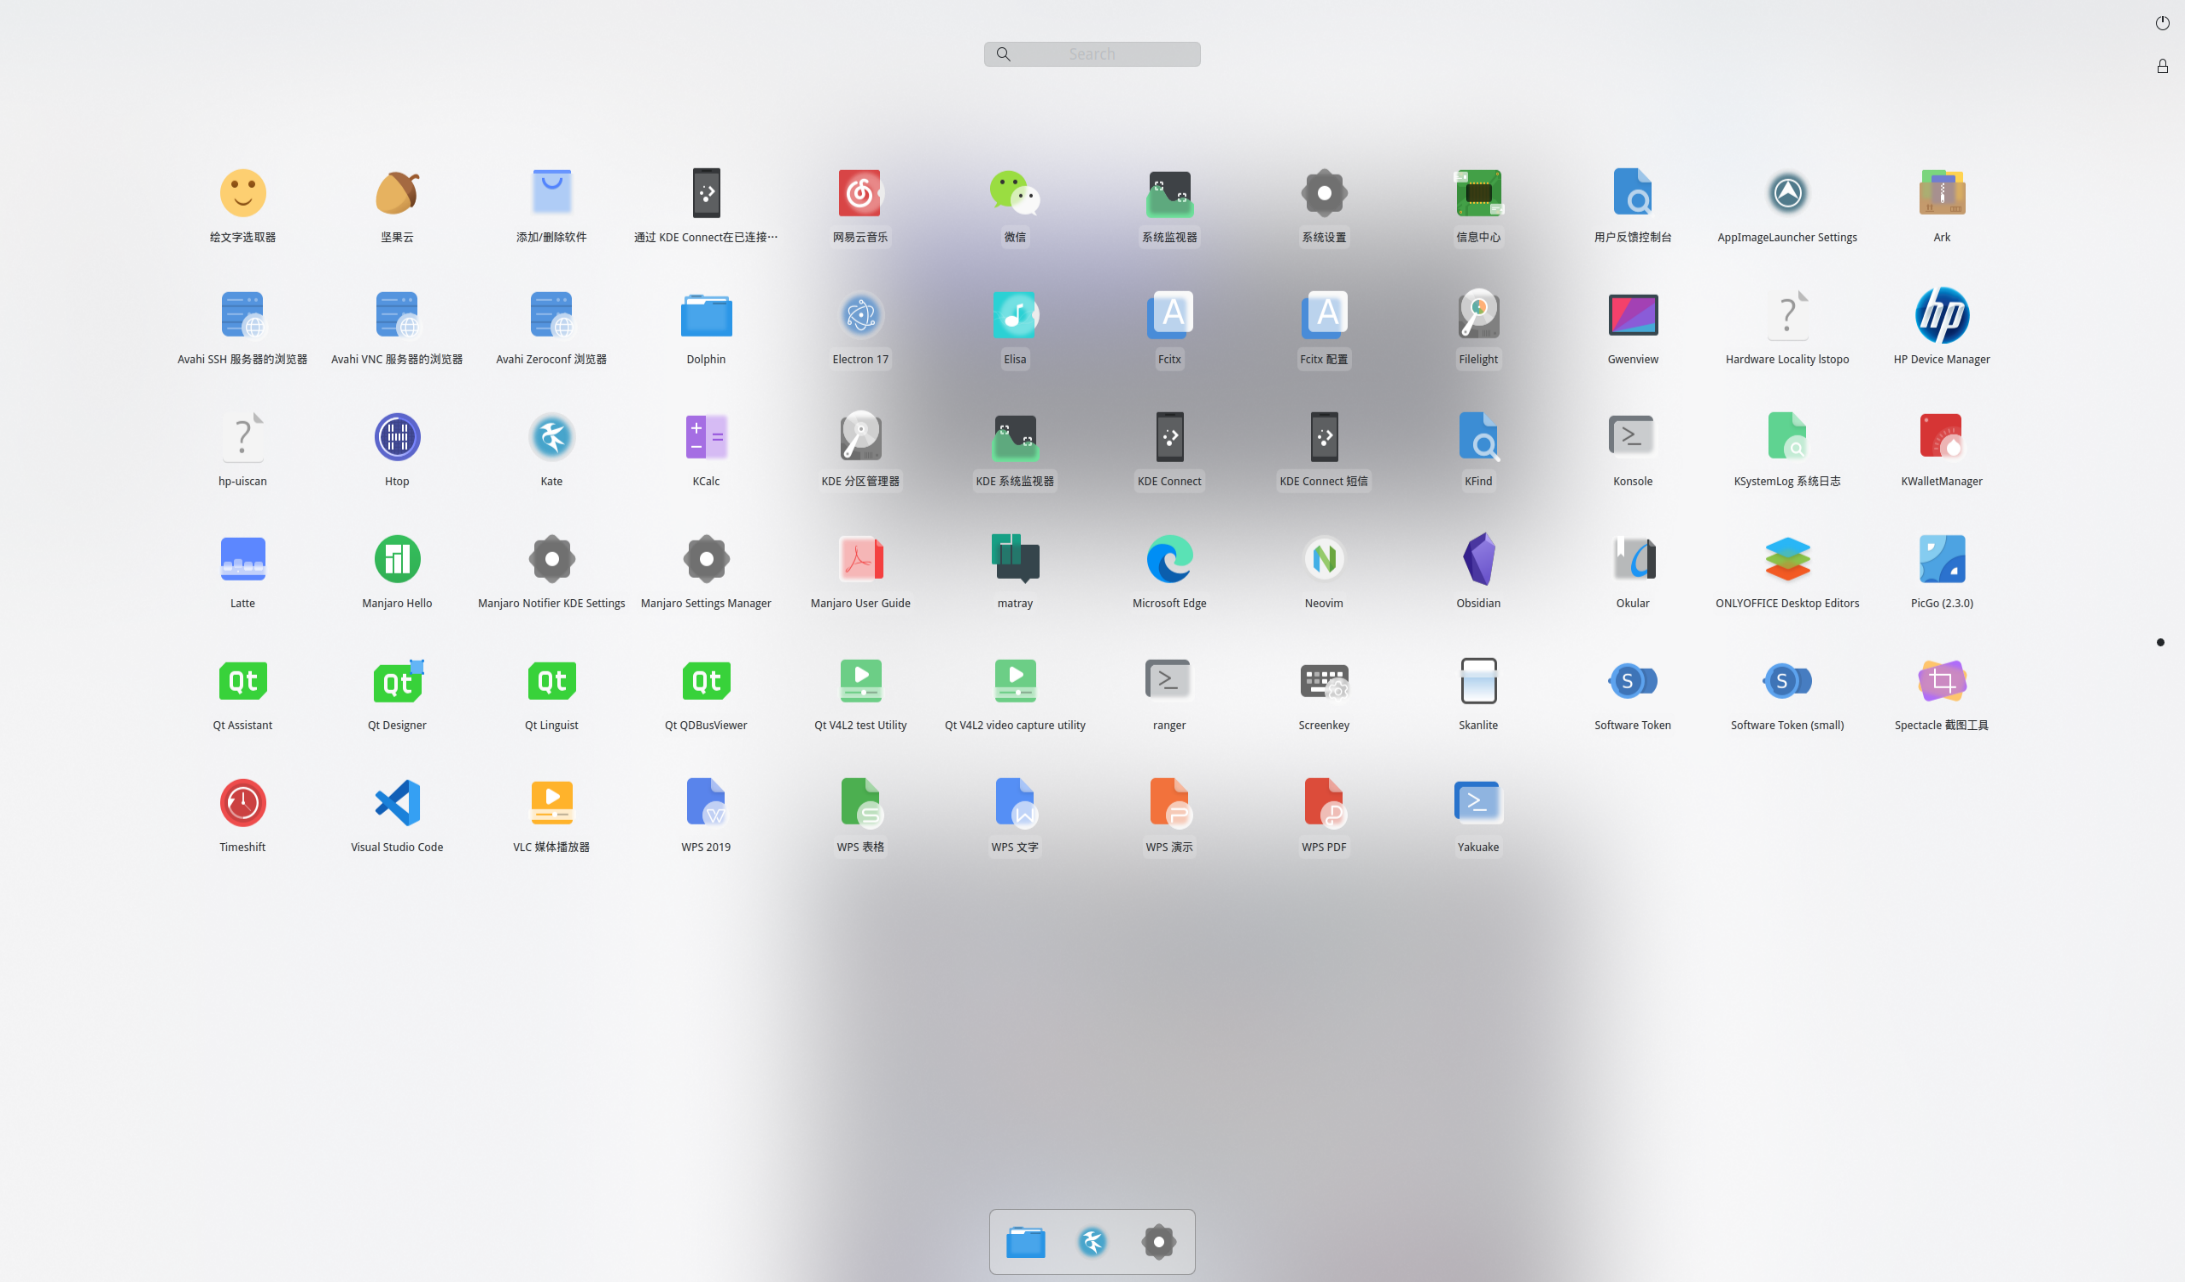 Search
绘文字选取器
坚果云
添加/删除软件
通过 KDE Connect在已连接…
网易云音乐
微信
系统监视器
系统设置
信息中心
用户反馈控制台
AppImageLauncher Settings
Ark
Avahi SSH 服务器的浏览器
Avahi VNC 服务器的浏览器
Avahi Zeroconf 浏览器
Dolphin
Electron 17
Elisa
Fcitx
Fcitx 配置
Filelight
Gwenview
Hardware Locality lstopo
HP Device Manager
hp-uiscan
Htop
Kate
KCalc
KDE 分区管理器
KDE 系统监视器
KDE Connect
KDE Connect 短信
KFind
Konsole
KSystemLog 系统日志
KWalletManager
Latte
Manjaro Hello
Manjaro Notifier KDE Settings
Manjaro Settings Manager
Manjaro User Guide
matray
Microsoft Edge
Neovim
Obsidian
Okular
ONLYOFFICE Desktop Editors
PicGo (2.3.0)
Qt Assistant
Qt Designer
Qt Linguist
Qt QDBusViewer
Qt V4L2 test Utility
Qt V4L2 video capture utility
ranger
Screenkey
Skanlite
Software Token
Software Token (small)
Spectacle 截图工具
Timeshift
Visual Studio Code
VLC 媒体播放器
WPS 2019
WPS 表格
WPS 文字
WPS 演示
WPS PDF
Yakuake